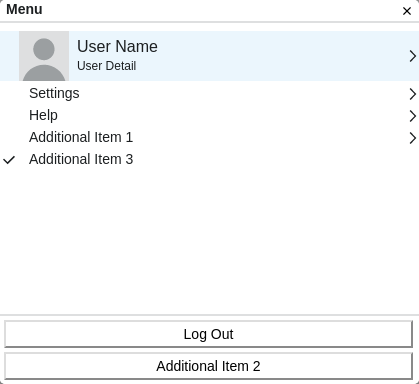 Menu
User Name
User Detail
Settings
Help
Additional Item 1
Additional Item 3
Log Out
Additional Item 2